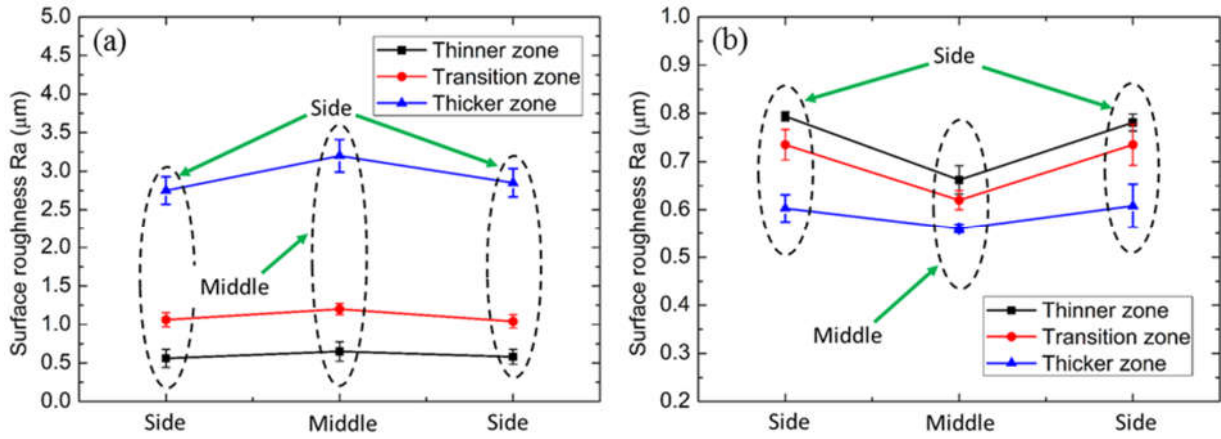 (a)
Surface roughness Ra (μm)
5.0
4.5
4.0
3.5
3.0
2.5
2.0
1.5
1.0
0.5
0.0
Thinner zone
Transition zone
Thicker zone
Side
Middle
Side
Middle
Side
(b)
Surface roughness Ra (μm)
1.0
0.9
0.8
0.7
0.6
0.5
0.4
0.3
0.2
Side
Middle
Thinner zone
Transition zone
Thicker zone
Side
Middle
Side